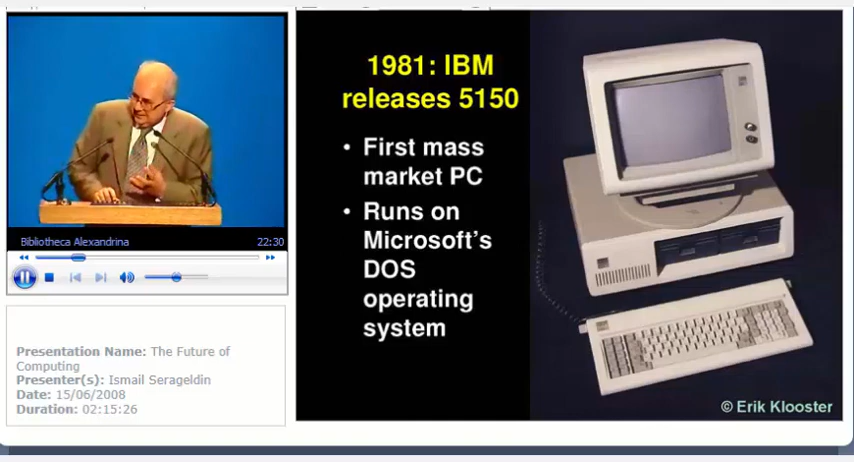 1981: IBM
releases 5150
• First mass
market PC
• Runs on
Microsoft's
DOS
operating
system
© Erik Klooster
Bibliotheca Alexandrina 22:30
Presentation Name: The Future of
Computing
Presenter(s): Ismail Serageldin
Date: 15/06/2008
Duration: 02:15:26